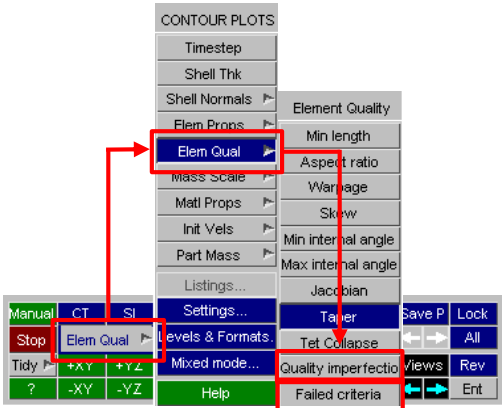 CONTOUR PLOTS
Timestep
Shell Thk
Shell Normals
Elem Props
Elem Qual
Mass Scale
Matl Props
Init Vels
Part Mass
Listings...
Settings...
Levels & Formats.
Mixed mode...
Help
Element Quality
Min length
Aspect ratio
Warpage
Skew
Min internal angle
Max internal angle
Jacobian
Taper
Tet Collapse
Quality imperfectio
Failed criteria
Manual CT SI
Stop Elem Qual
Tidy +XY +YZ
? -XY -YZ
Save P Lock
All
Views Rev
Ent